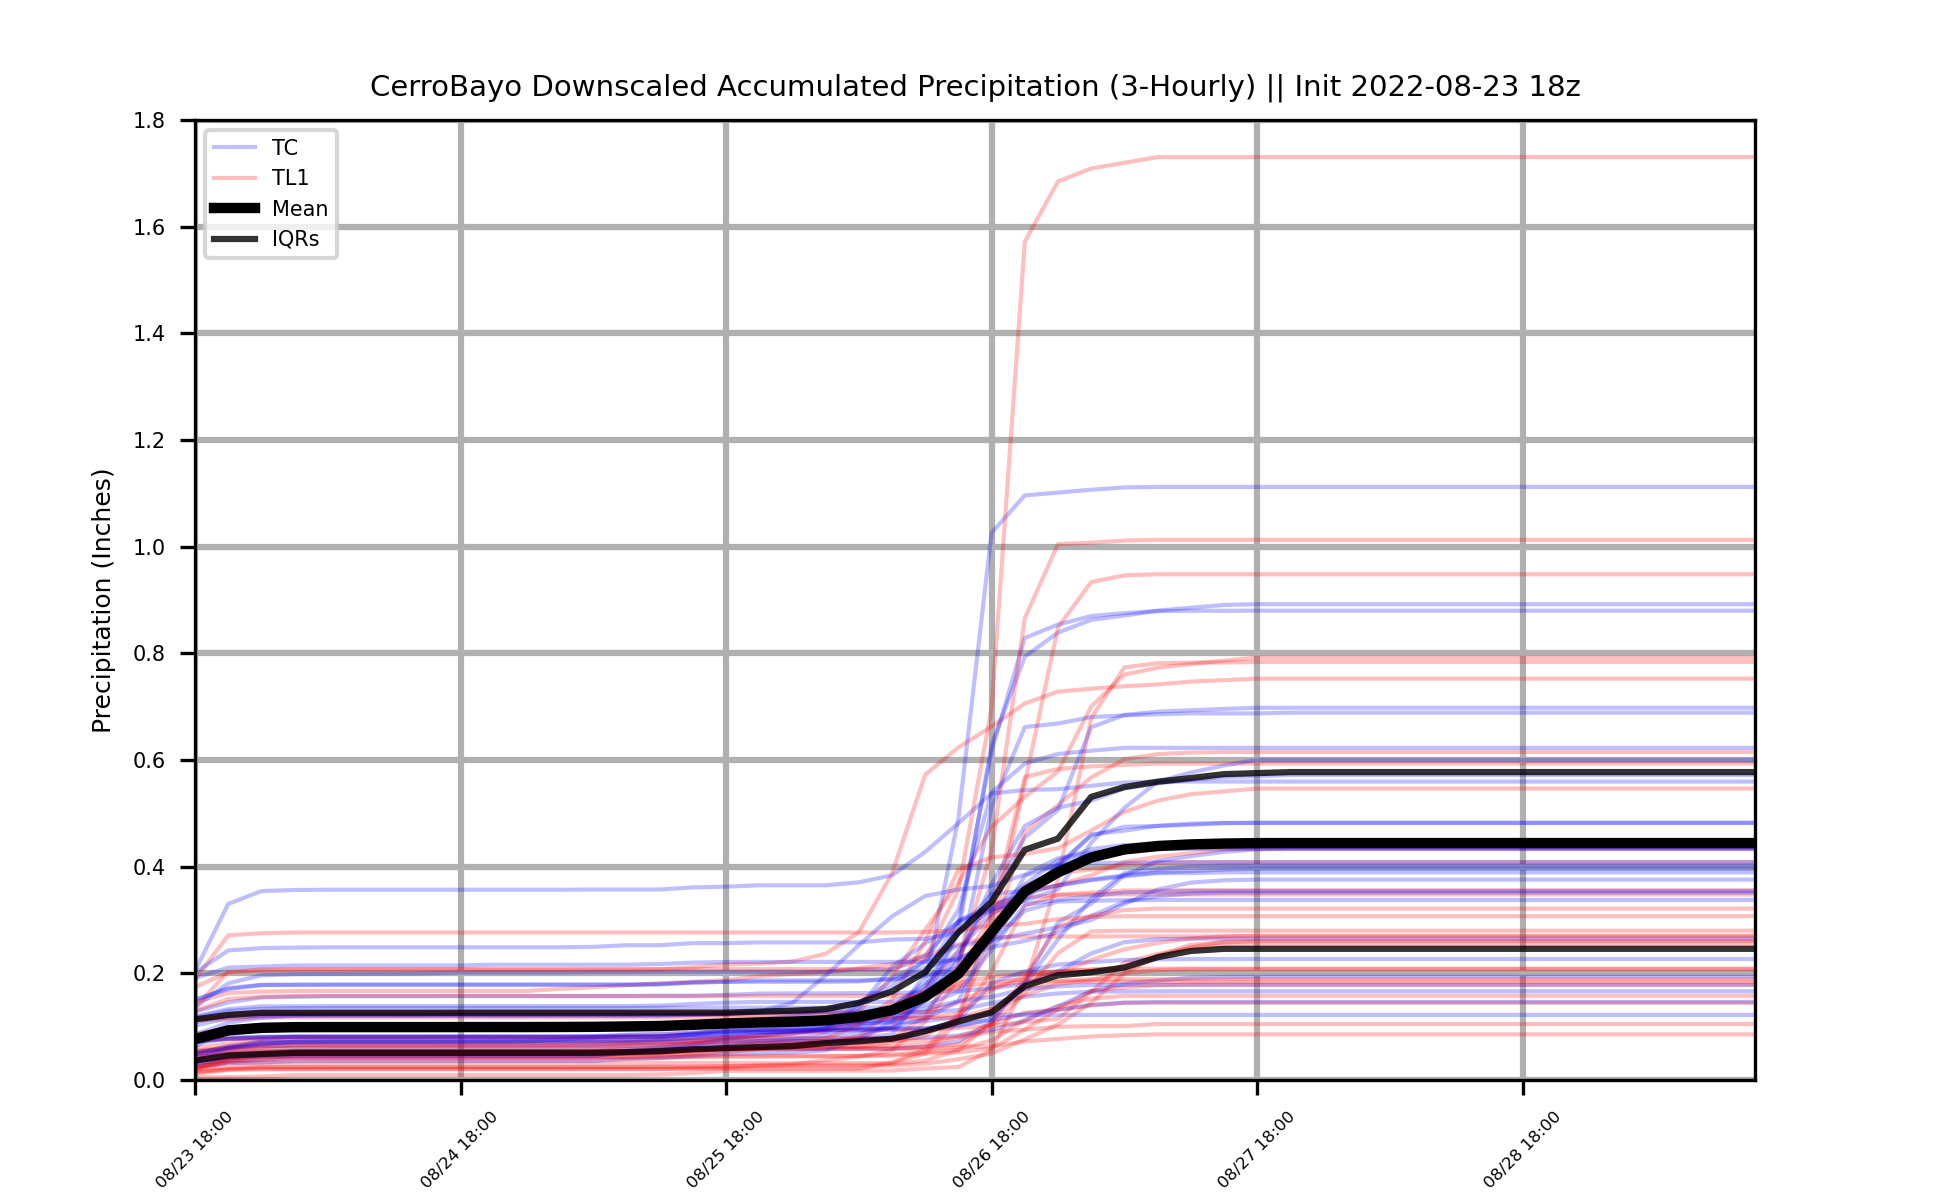 CerroBayo Downscaled Accumulated Precipitation (3-Hourly) || Init 2022-08-23 18z
TC
TL1
Mean
IQRs
Precipitation (Inches)
1.8
1.6
1.4
1.2
1.0
0.8
0.6
0.4
0.2
0.0
08/23 18:00
08/24 18:00
08/25 18:00
08/26 18:00
08/27 18:00
08/28 18:00